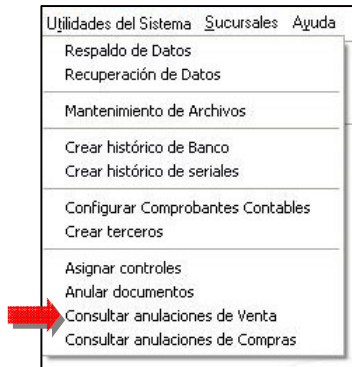 Utilidades del Sistema Sucursales Ayuda
Respaldo de Datos
Recuperación de Datos
Mantenimiento de Archivos
Crear histórico de Banco
Crear histórico de seriales
Configurar Comprobantes Contables
Crear terceros
Asignar controles
Anular documentos
Consultar anulaciones de Venta
Consultar anulaciones de Compras